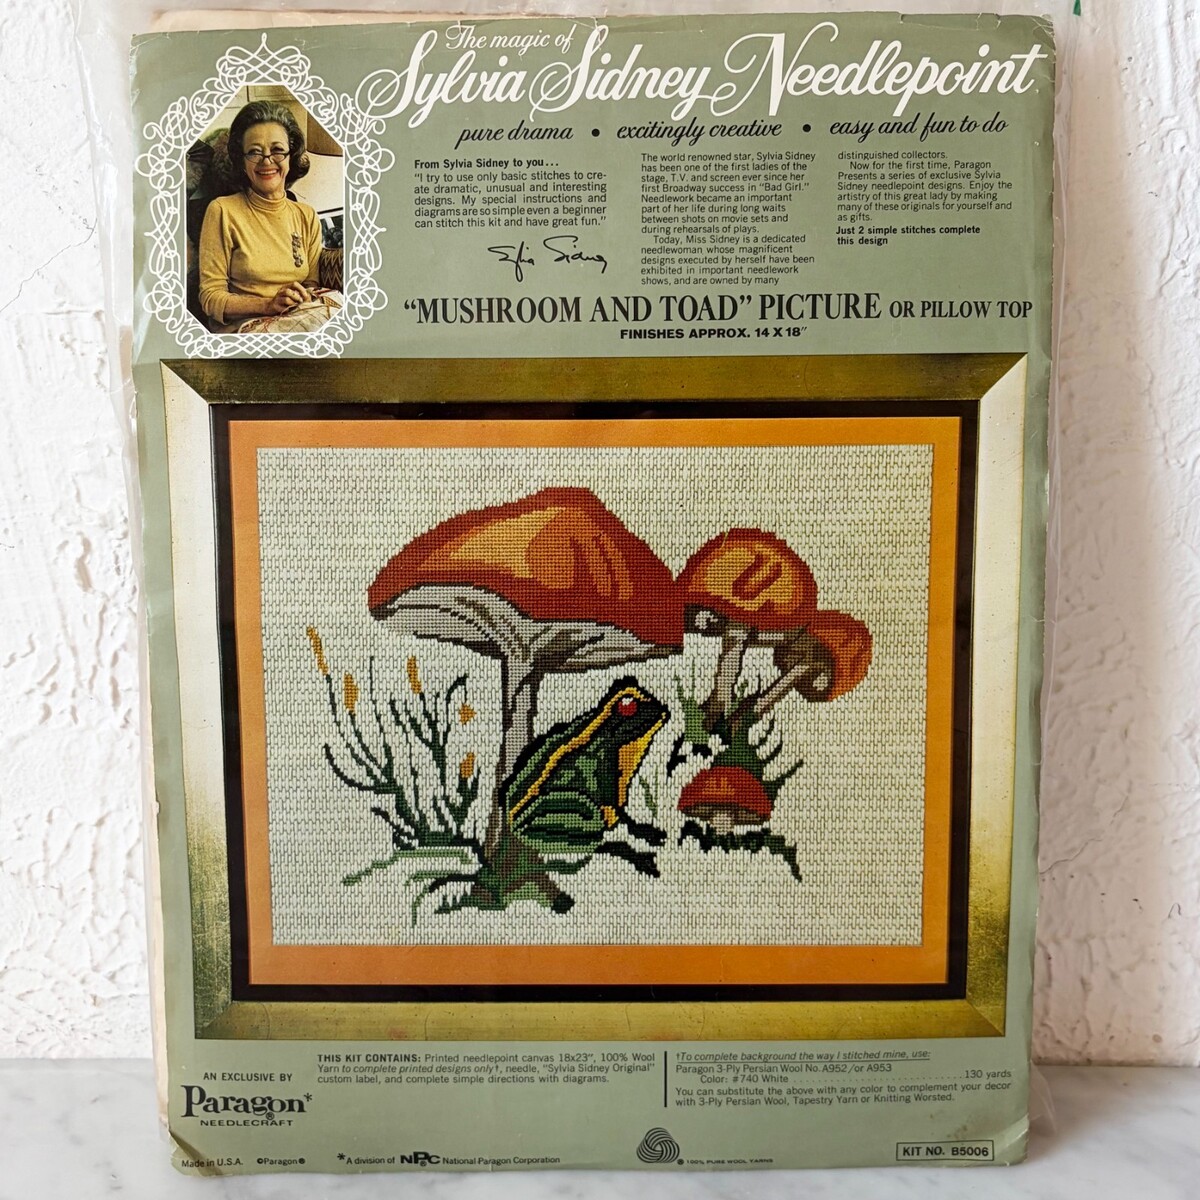 The magic of
Sylvia Sidney Needlepoint
pure drama • excitingly creative • easy and fun to do
From Sylvia Sidney to you...
"I try to use only basic stitches to cre-
ate dramatic, unusual and interesting
designs. My special instructions and
diagrams are so simple even a beginner
can stitch this kit and have great fun."
Sylvia Sidney
The world renowned star, Sylvia Sidney
has been one of the first ladies of the
stage, T.V. and screen ever since her
first Broadway success in "Bad Girl."
Needlework became an important
part of her life during long waits
between shots on movie sets and
during rehearsals of plays.
Today, Miss Sidney is a dedicated
needlewoman whose magnificent
designs executed by herself have been
exhibited in important needlework
shows, and are owned by many
distinguished collectors.
Now for the first time, Paragon
Presents a series of exclusive Sylvia
Sidney needlepoint designs. Enjoy the
artistry of this great lady by making
many of these originals for yourself and
as gifts.
Just 2 simple stitches complete
this design
"MUSHROOM AND TOAD" PICTURE OR PILLOW TOP
FINISHES APPROX. 14 X 18"
AN EXCLUSIVE BY
Paragon*®
NEEDLECRAFT
THIS KIT CONTAINS: Printed needlepoint canvas 18x23", 100% Wool
Yarn to complete printed designs only†, needle, "Sylvia Sidney Original"
custom label, and complete simple directions with diagrams.
†To complete background the way I stitched mine, use:
Paragon 3-Ply Persian Wool No. A952/or A953
Color: #740 White ........................ 130 yards
You can substitute the above with any color to complement your decor
with 3-Ply Persian Wool, Tapestry Yarn or Knitting Worsted.
Made in U.S.A. ©Paragon®
*A division of NPC National Paragon Corporation
® 100% PURE WOOL YARNS
KIT NO. B5006